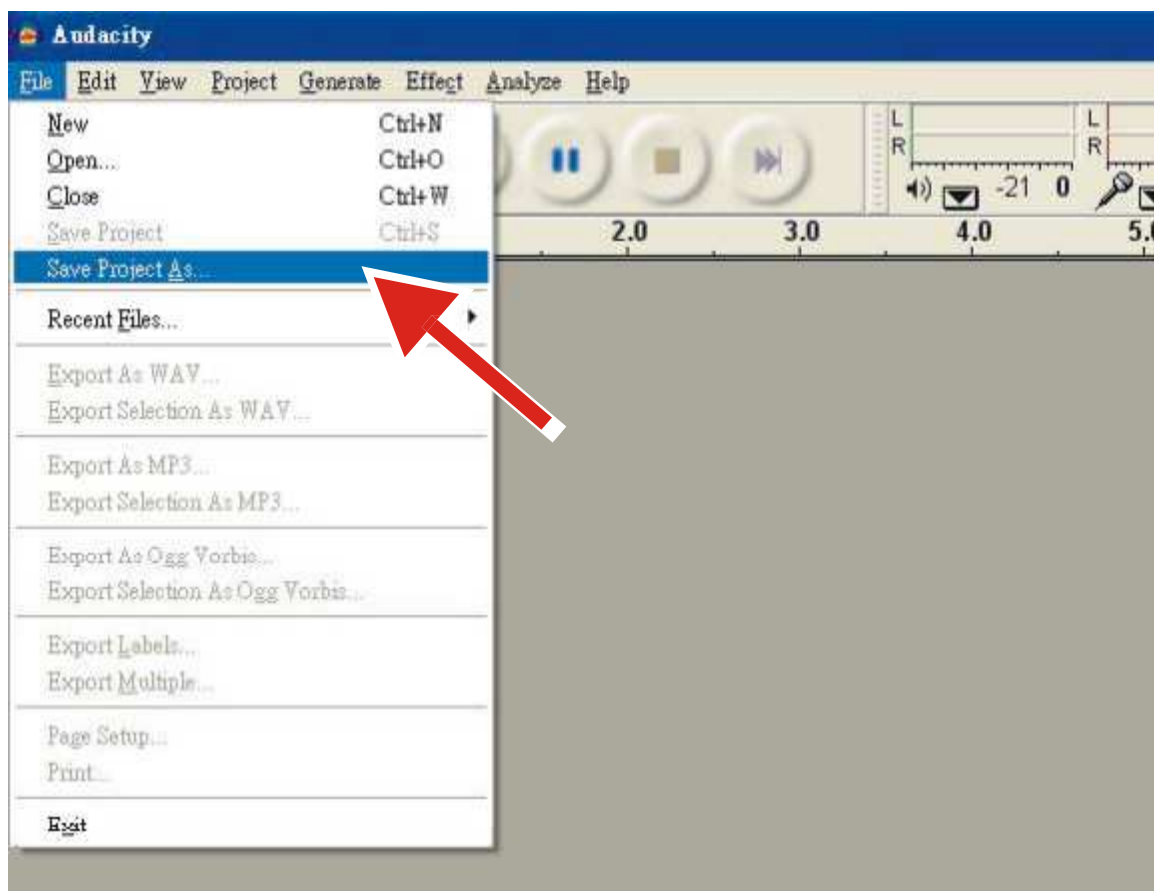 Audacity
File Edit View Project Generate Effect Analyze Help
New Ctrl+N
Open... Ctrl+O
Close Ctrl+W
Save Project Ctrl+S
Save Project As...
Recent Files...
Export As WAV...
Export Selection As WAV...
Export As MP3...
Export Selection As MP3...
Export As Ogg Vorbis...
Export Selection As Ogg Vorbis...
Export Labels...
Export Multiple...
Page Setup...
Print...
Exit
L L
R R
-21 0
2.0 3.0 4.0 5.0